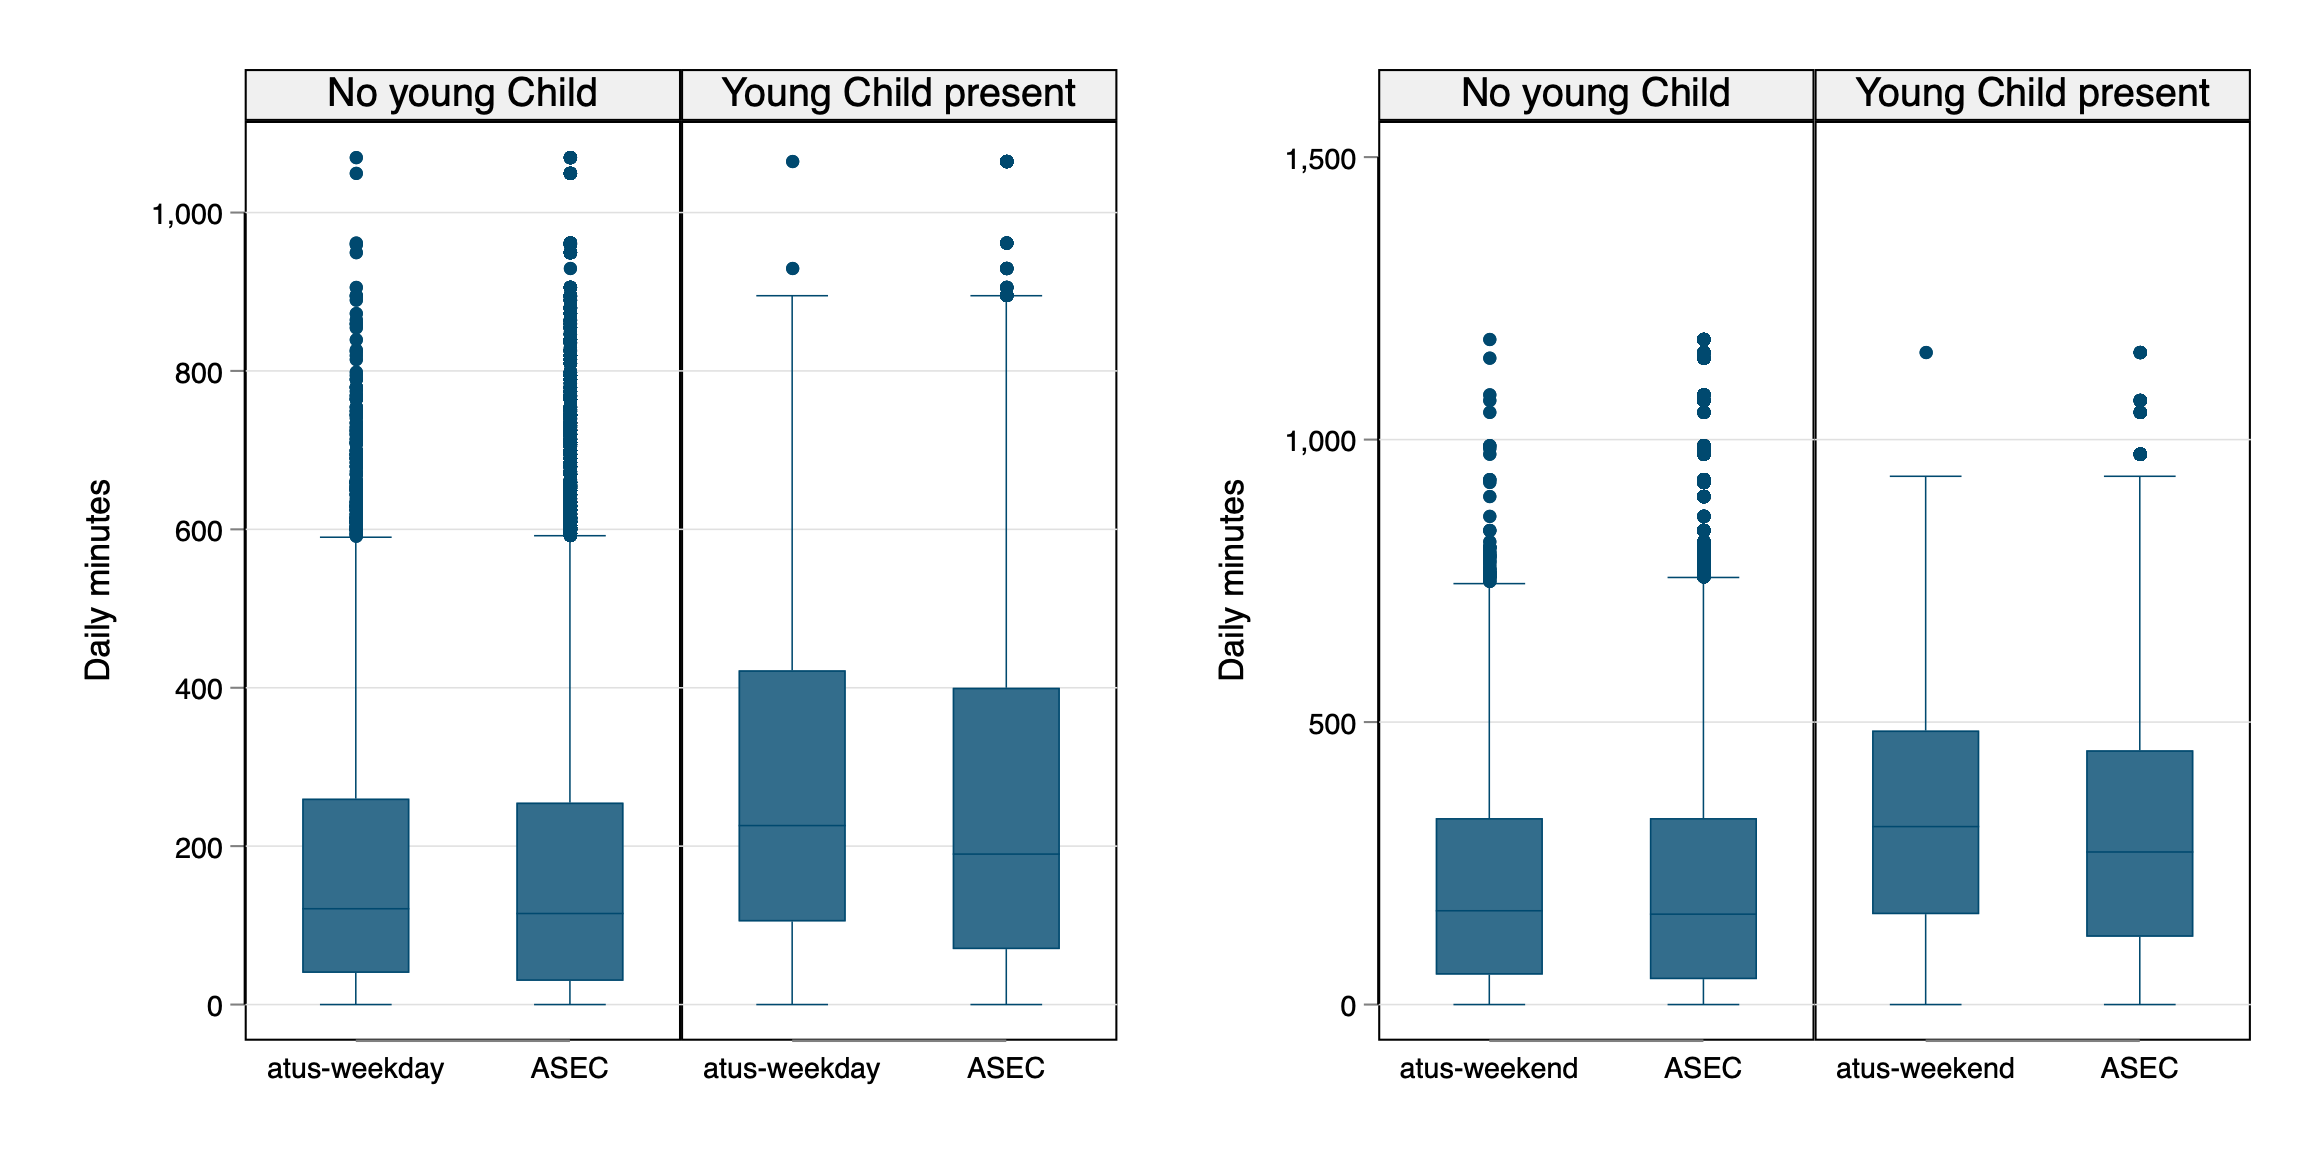 No young Child
Young Child present
1,000
800
600
400
200
0
Daily minutes
atus-weekday
ASEC
atus-weekday
ASEC
No young Child
Young Child present
1,500
1,000
500
0
Daily minutes
atus-weekend
ASEC
atus-weekend
ASEC